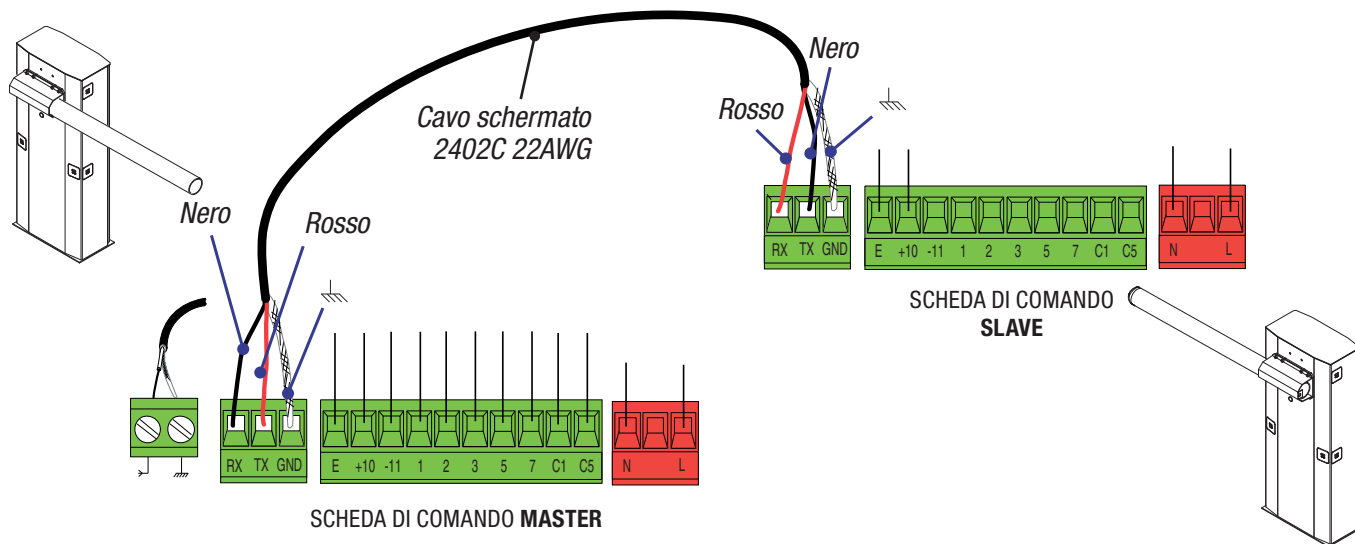 Nero
Cavo schermato
2402C 22AWG
Rosso
RX TX GND
E +10 -11 1 2 3 5 7 C1 C5
N L
SCHEDA DI COMANDO
SLAVE
Nero
Rosso
RX TX GND
E +10 -11 1 2 3 5 7 C1 C5
N L
SCHEDA DI COMANDO MASTER